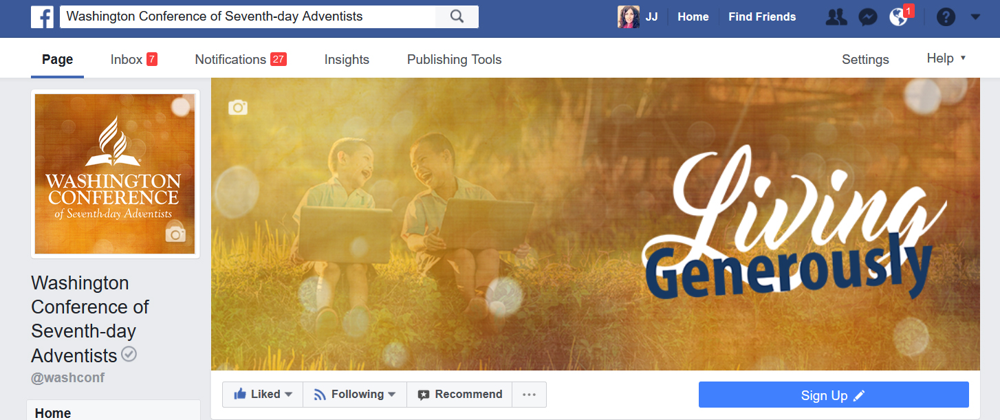 Washington Conference of Seventh-day Adventists
JJ
Home
Find Friends
1
Page
Inbox 7
Notifications 27
Insights
Publishing Tools
Settings
Help
WASHINGTON
CONFERENCE
of Seventh-day Adventists
Living
Generously
Washington
Conference of
Seventh-day
Adventists
@washconf
Home
Liked
Following
Recommend
Sign Up